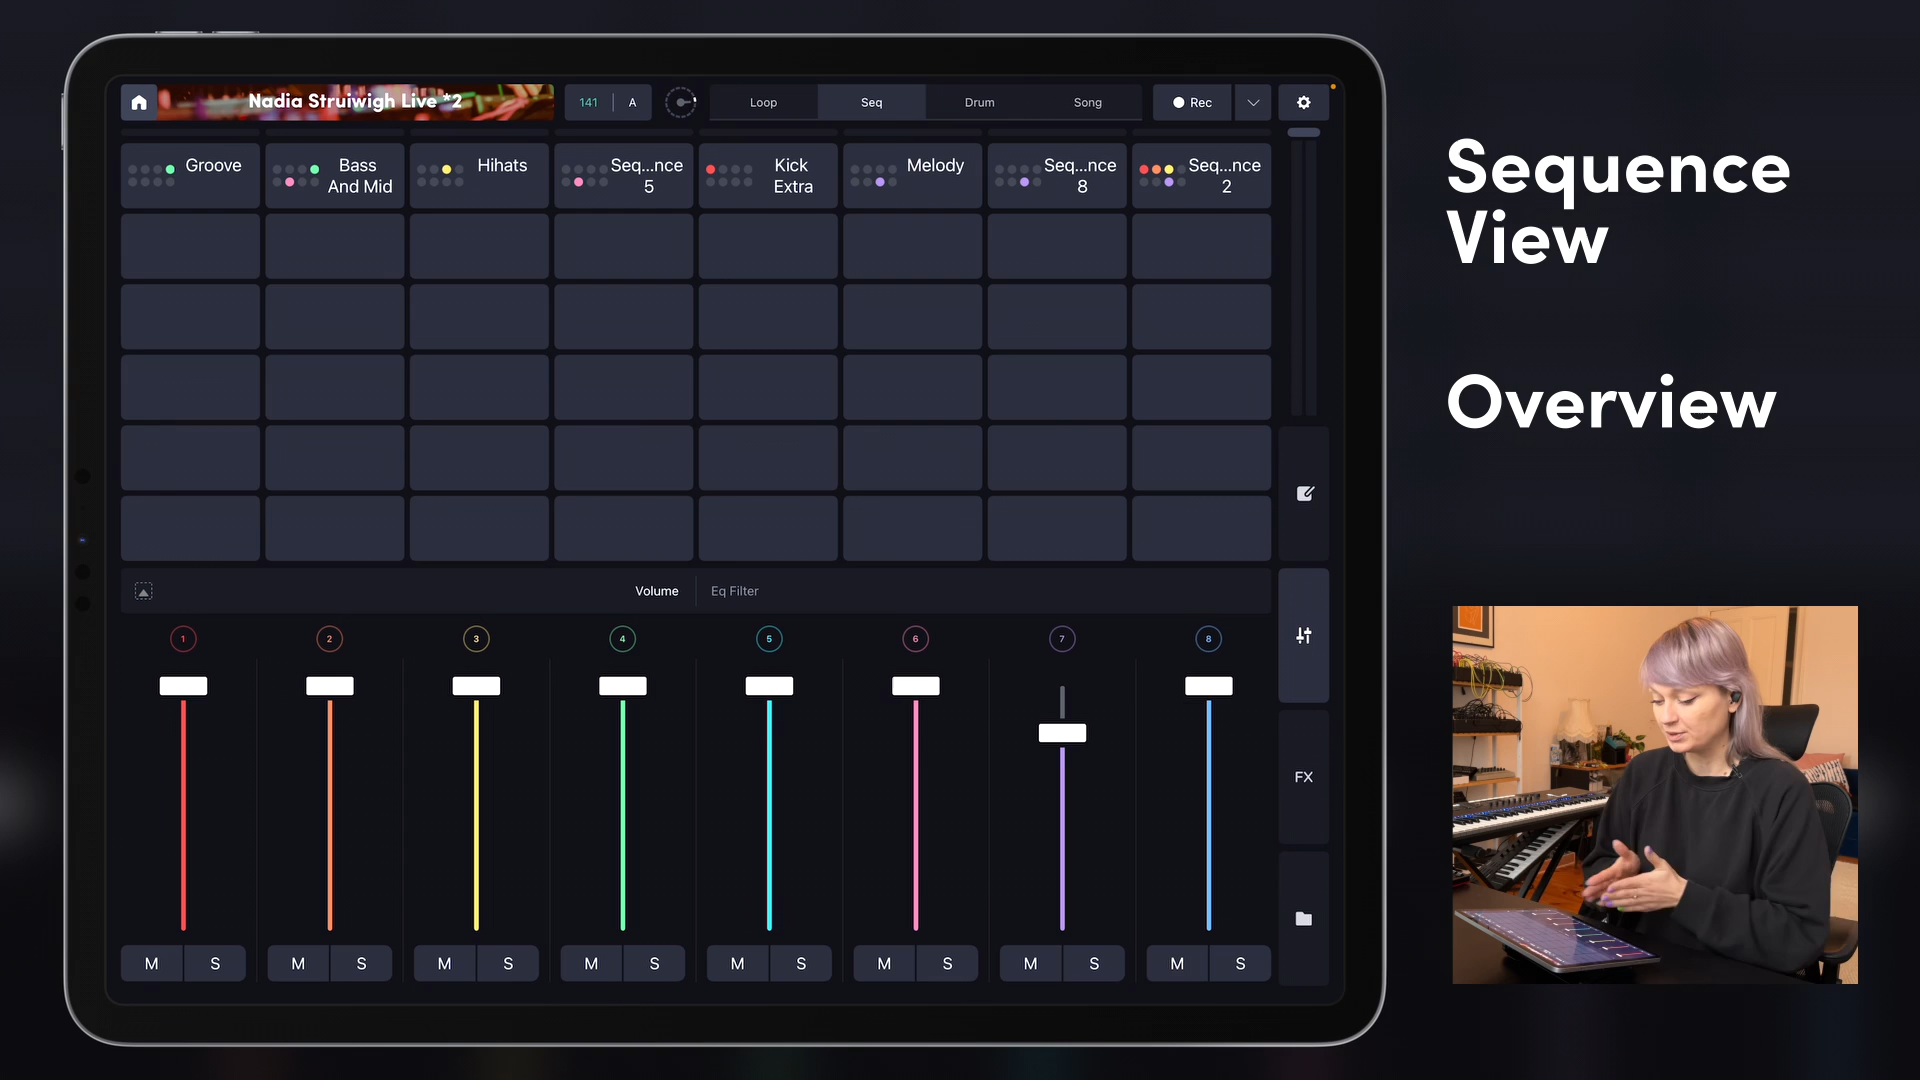 Nadia Struiwigh Live *2
141 A
Loop Seq Drum Song
Rec
Groove
Bass
And Mid
Hihats
Seq...nce
5
Kick
Extra
Melody
Seq...nce
8
Seq...nce
2
Volume Eq Filter
1 2 3 4 5 6 7 8
FX
M S M S M S M S M S M S M S M S
Sequence
View
Overview